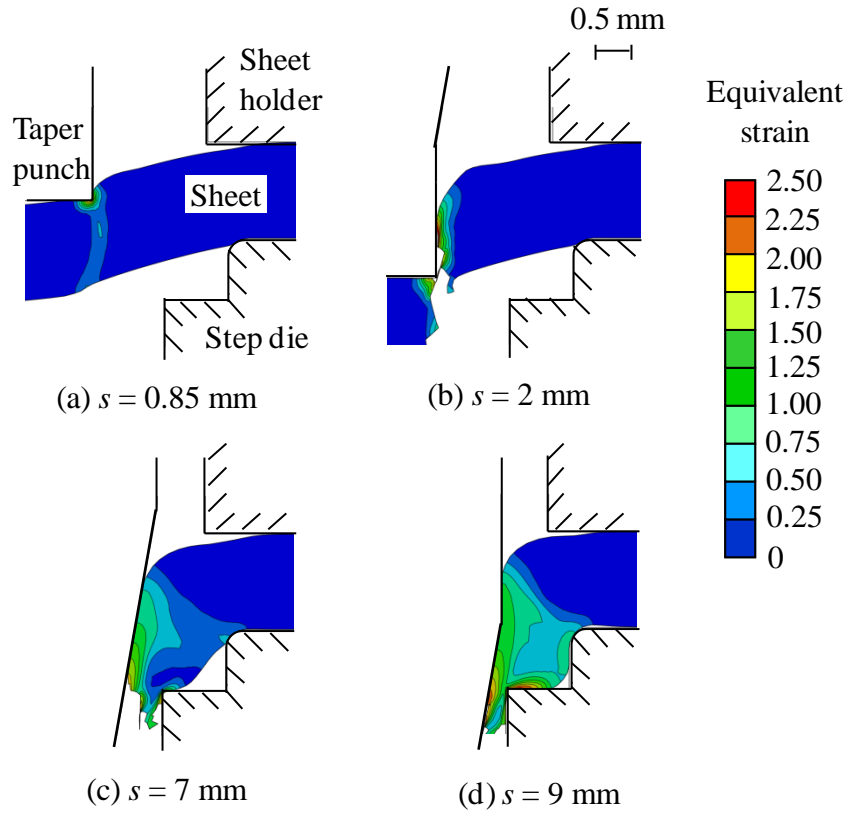 0.5 mm
Sheet
holder
Taper
punch
Sheet
Step die
(a) s = 0.85 mm
(b) s = 2 mm
Equivalent
strain
2.50
2.25
2.00
1.75
1.50
1.25
1.00
0.75
0.50
0.25
0
(c) s = 7 mm
(d) s = 9 mm